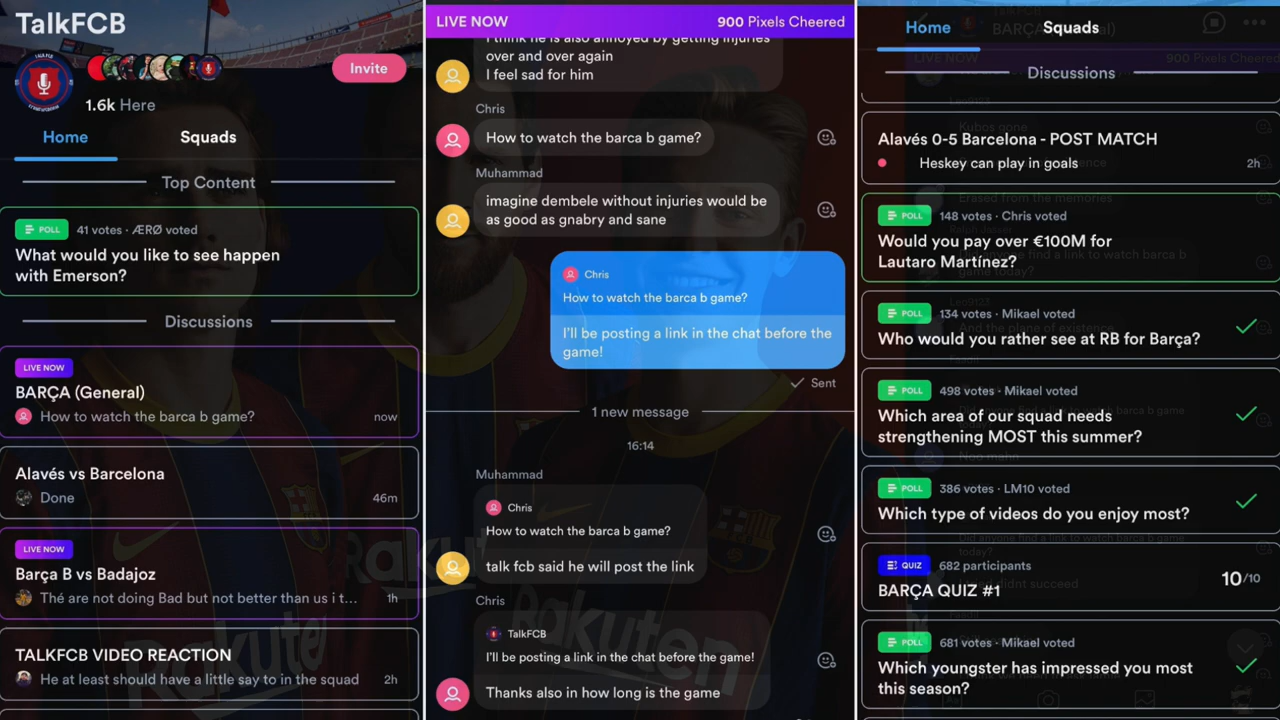 TalkFCB
Invite
1.6k Here
Home
Squads
Top Content
POLL
41 votes · ÆRØ voted
What would you like to see happen
with Emerson?
Discussions
LIVE NOW
BARÇA (General)
How to watch the barca b game?
now
Alavés vs Barcelona
Done
46m
LIVE NOW
Barça B vs Badajoz
Thé are not doing Bad but not better than us i t...
1h
TALKFCB VIDEO REACTION
He at least should have a little say to in the squad
2h
LIVE NOW
900 Pixels Cheered
I think he is also annoyed by getting injuries
over and over again
I feel sad for him
Chris
How to watch the barca b game?
Muhammad
imagine dembele without injuries would be
as good as gnabry and sane
Chris
How to watch the barca b game?
I'll be posting a link in the chat before the
game!
Sent
1 new message
16:14
Muhammad
Chris
How to watch the barca b game?
talk fcb said he will post the link
Chris
TalkFCB
I'll be posting a link in the chat before the game!
Thanks also in how long is the game
Rakuten
Rakuten
Home
Squads
Discussions
Alavés 0-5 Barcelona - POST MATCH
Heskey can play in goals
2h
POLL
148 votes · Chris voted
Would you pay over €100M for
Lautaro Martínez?
POLL
134 votes · Mikael voted
Who would you rather see at RB for Barça?
POLL
498 votes · Mikael voted
Which area of our squad needs
strengthening MOST this summer?
POLL
386 votes · LM10 voted
Which type of videos do you enjoy most?
QUIZ
682 participants
BARÇA QUIZ #1
10/10
POLL
681 votes · Mikael voted
Which youngster has impressed you most
this season?